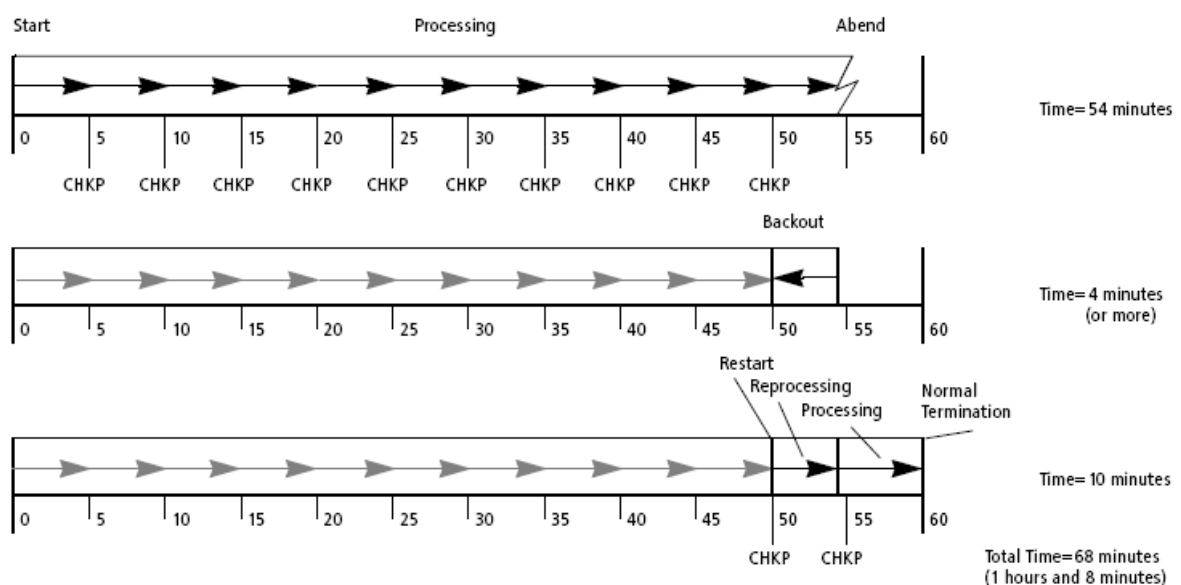 Start Processing Abend
Time= 54 minutes
0 5 10 15 20 25 30 35 40 45 50 55 60
CHKP CHKP CHKP CHKP CHKP CHKP CHKP CHKP CHKP CHKP
Backout
Time= 4 minutes
(or more)
0 5 10 15 20 25 30 35 40 45 50 55 60
Restart
Reprocessing
Processing
Normal
Termination
Time= 10 minutes
0 5 10 15 20 25 30 35 40 45 50 55 60
CHKP CHKP
Total Time=68 minutes
(1 hours and 8 minutes)